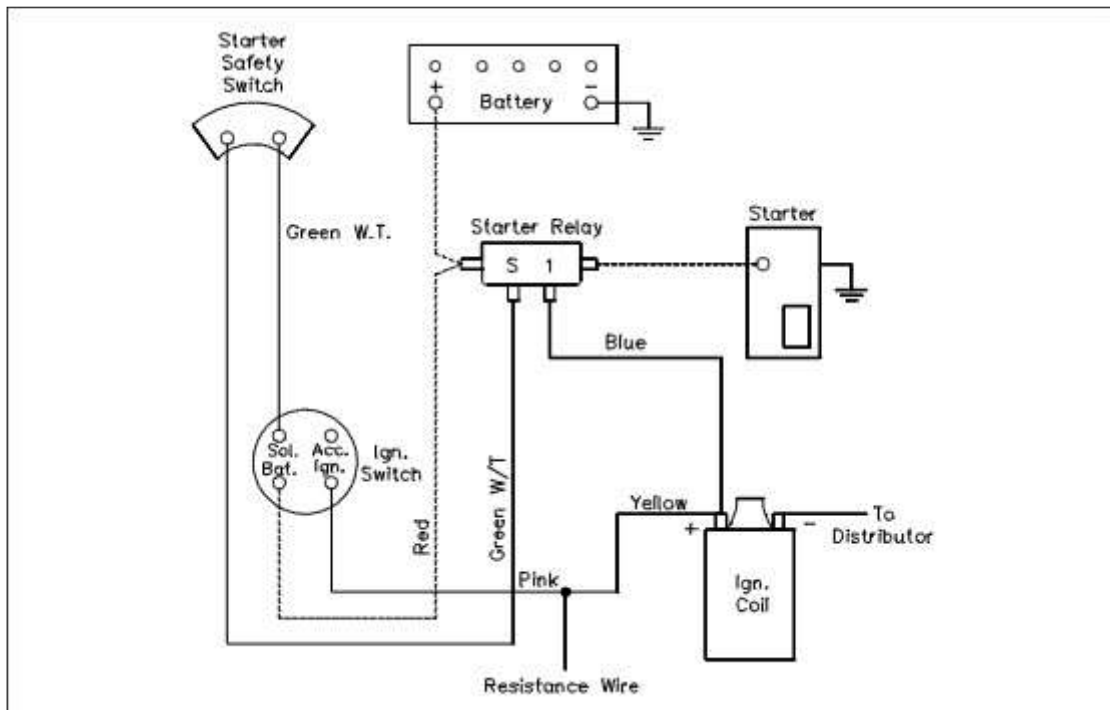 Starter
Safety
Switch
+
-
Battery
Green W.T.
Starter Relay
S 1
Starter
Blue
Sol. Acc.
Bat. Ign.
Ign.
Switch
Red
Green W/T
Yellow
+
-
To
Distributor
Pink
Ign.
Coil
Resistance Wire